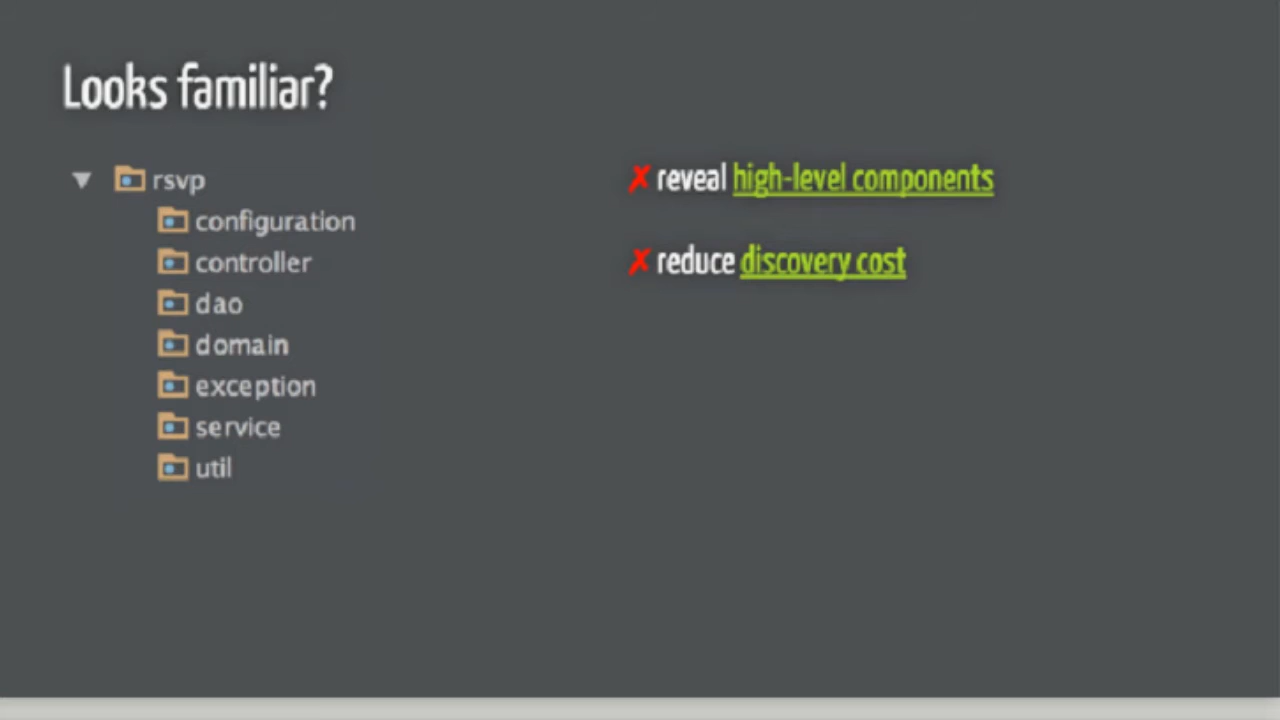 Looks familiar?
rsvp
configuration
controller
dao
domain
exception
service
util
✗ reveal high-level components
✗ reduce discovery cost